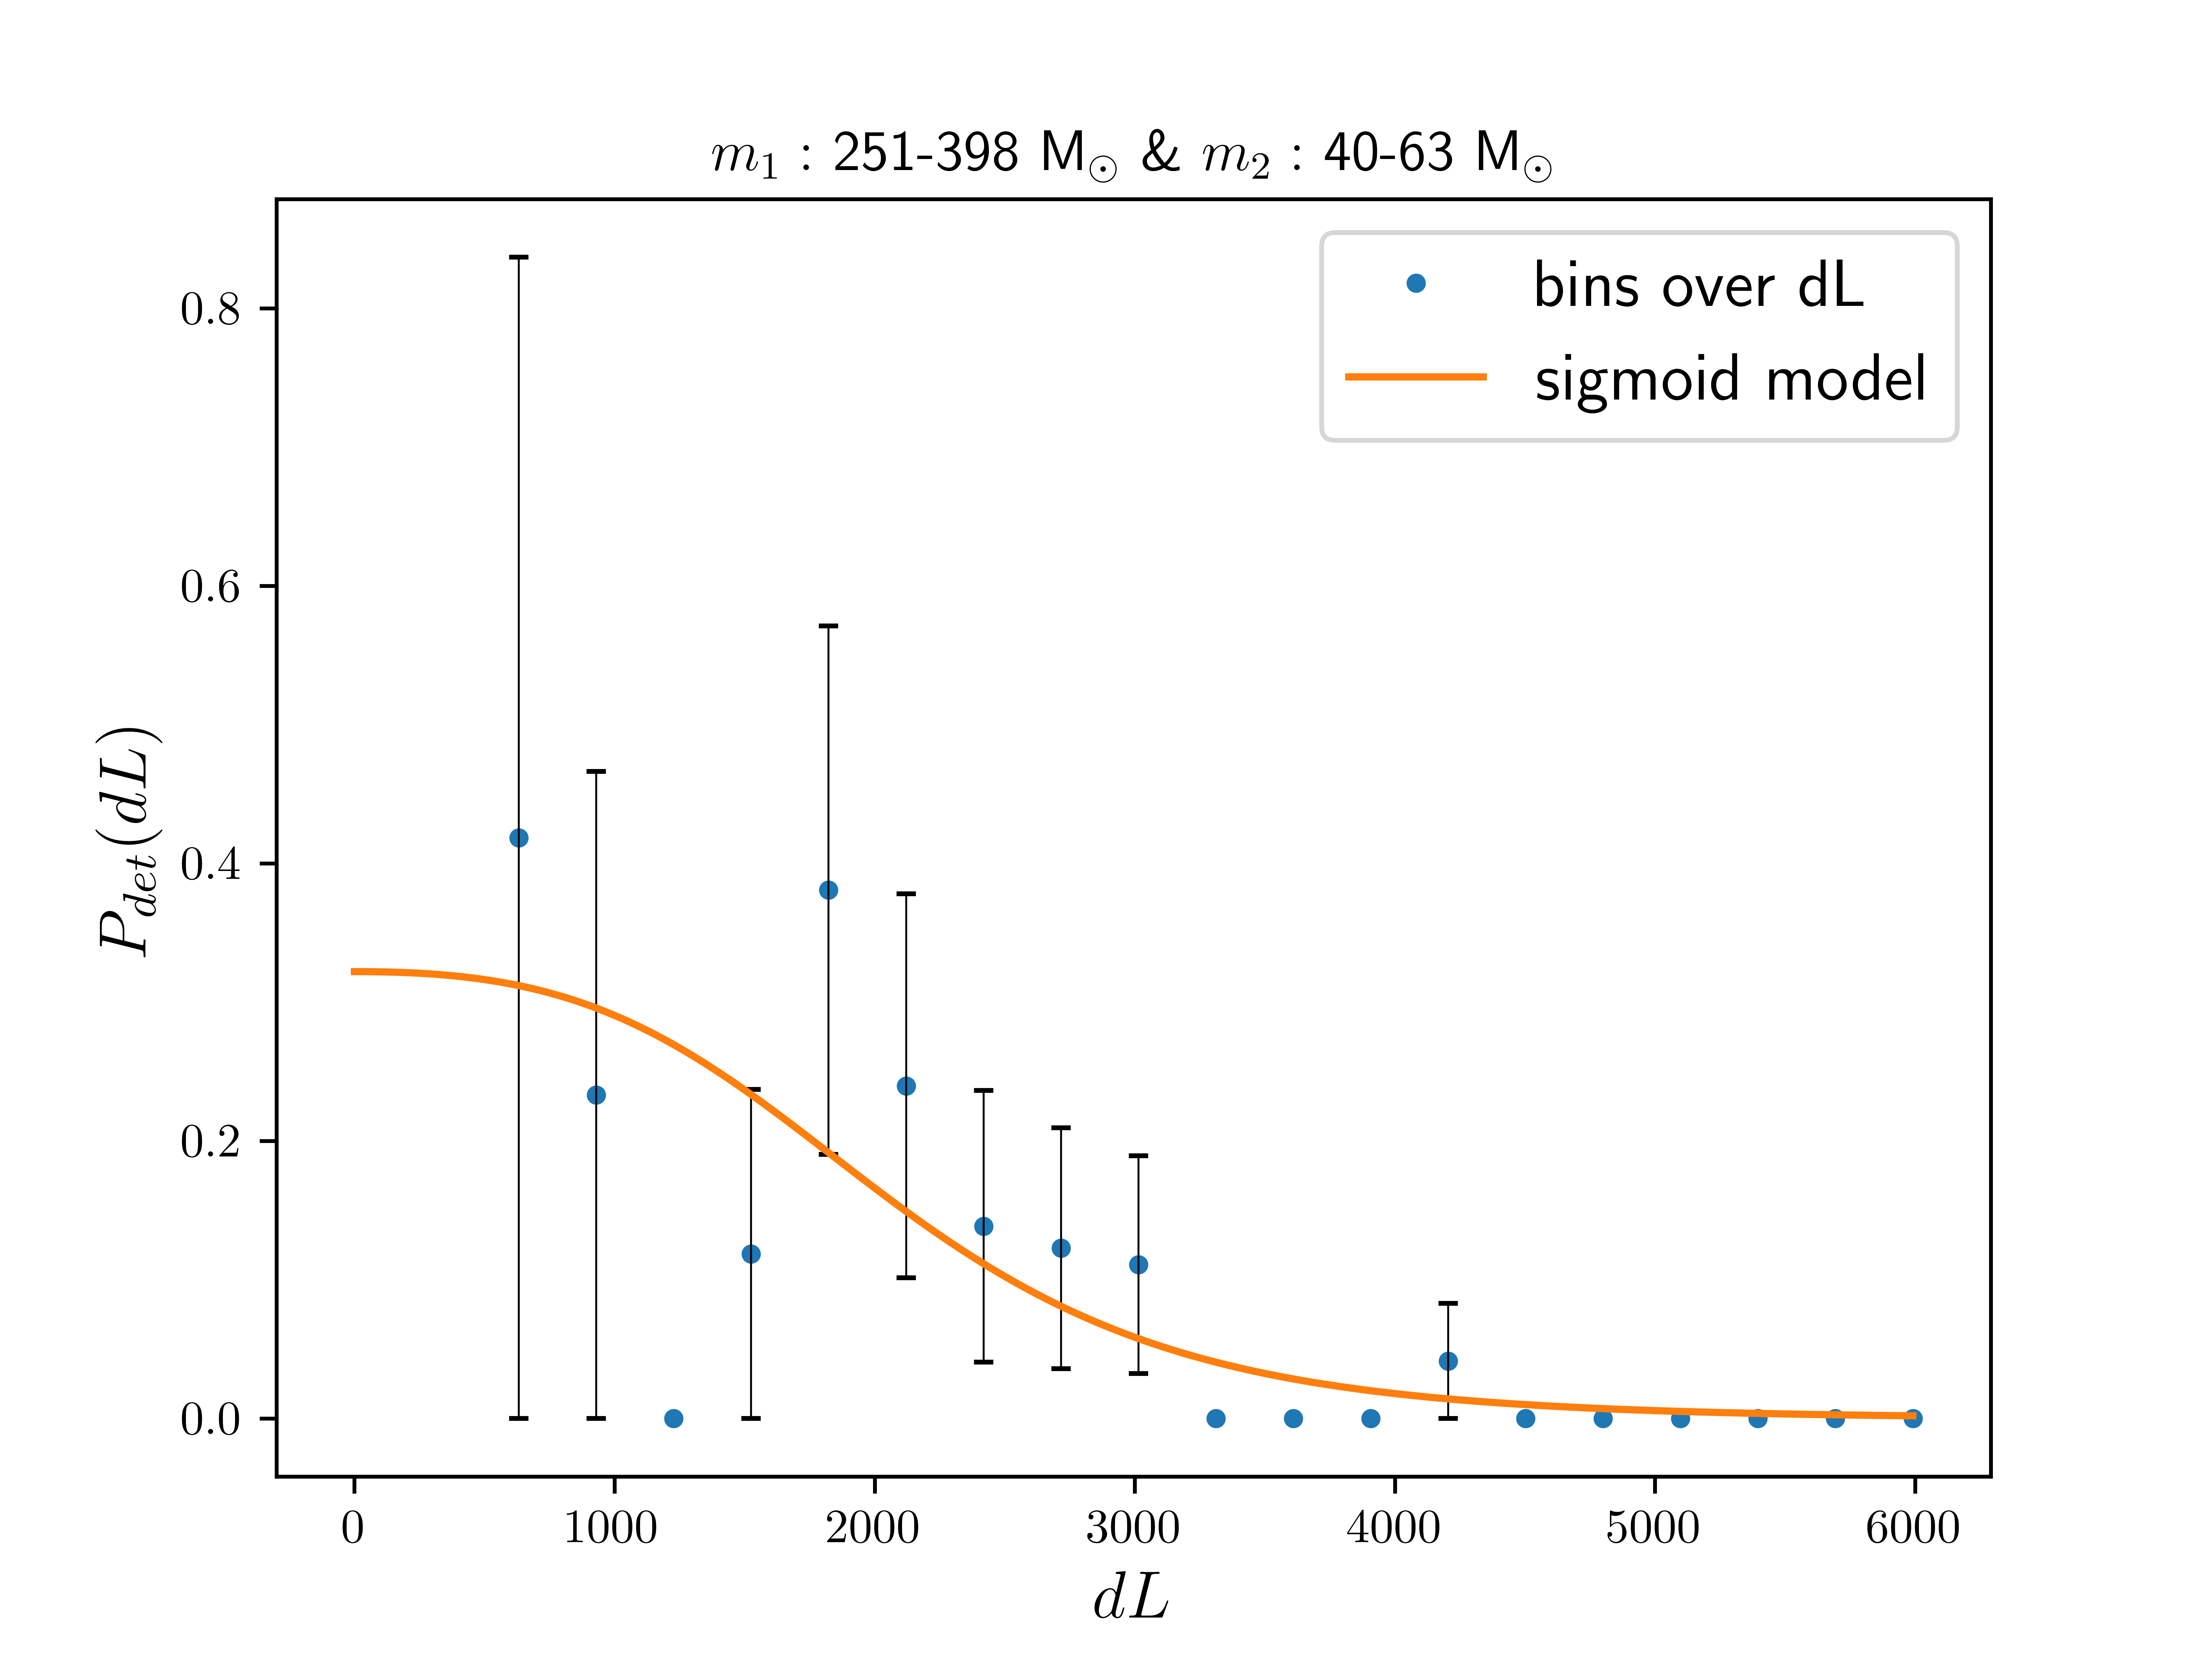 m₁ : 251-398 M⊙ & m₂ : 40-63 M⊙
bins over dL
sigmoid model
P_det(dL)
0.8
0.6
0.4
0.2
0.0
0 1000 2000 3000 4000 5000 6000
dL